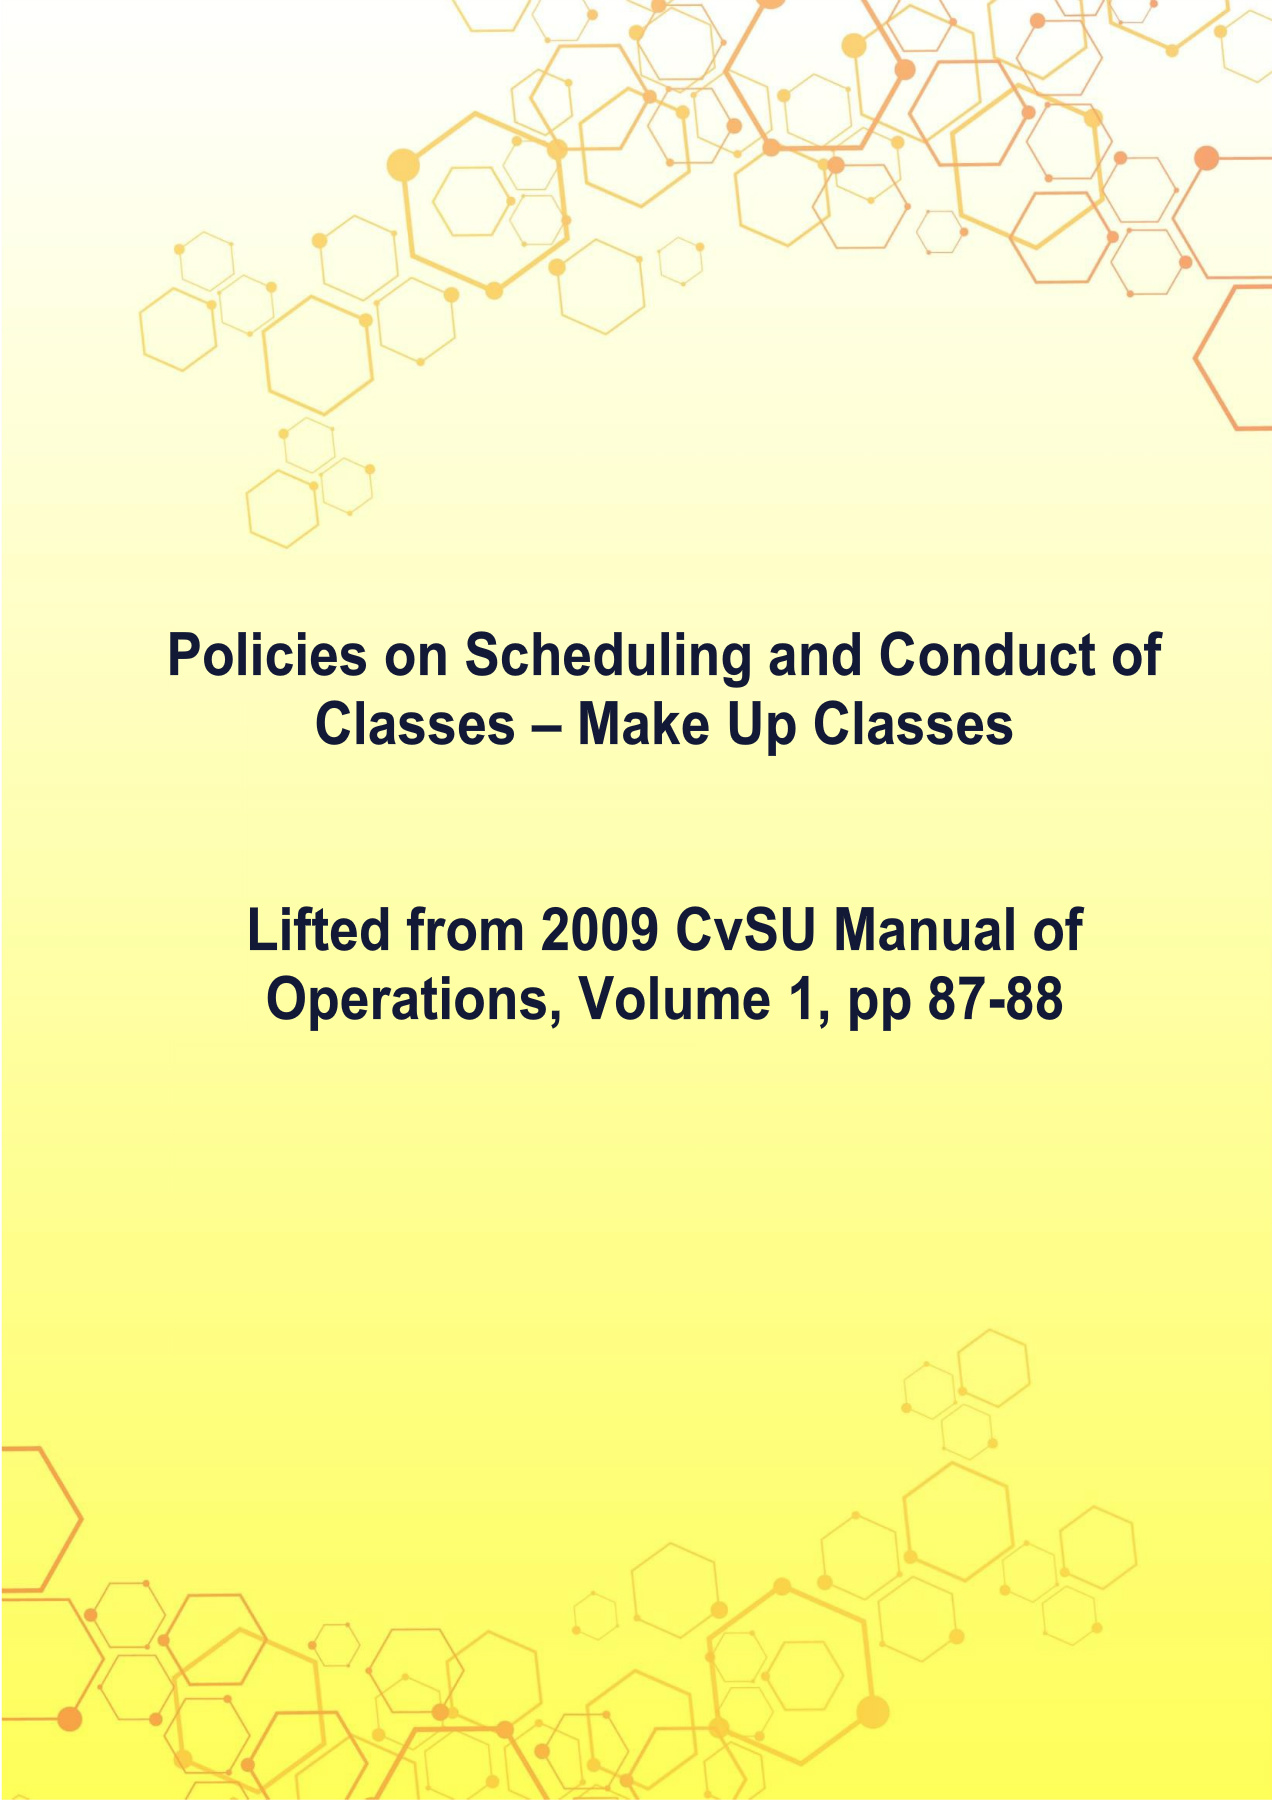 Policies on Scheduling and Conduct of
Classes – Make Up Classes
Lifted from 2009 CvSU Manual of
Operations, Volume 1, pp 87-88